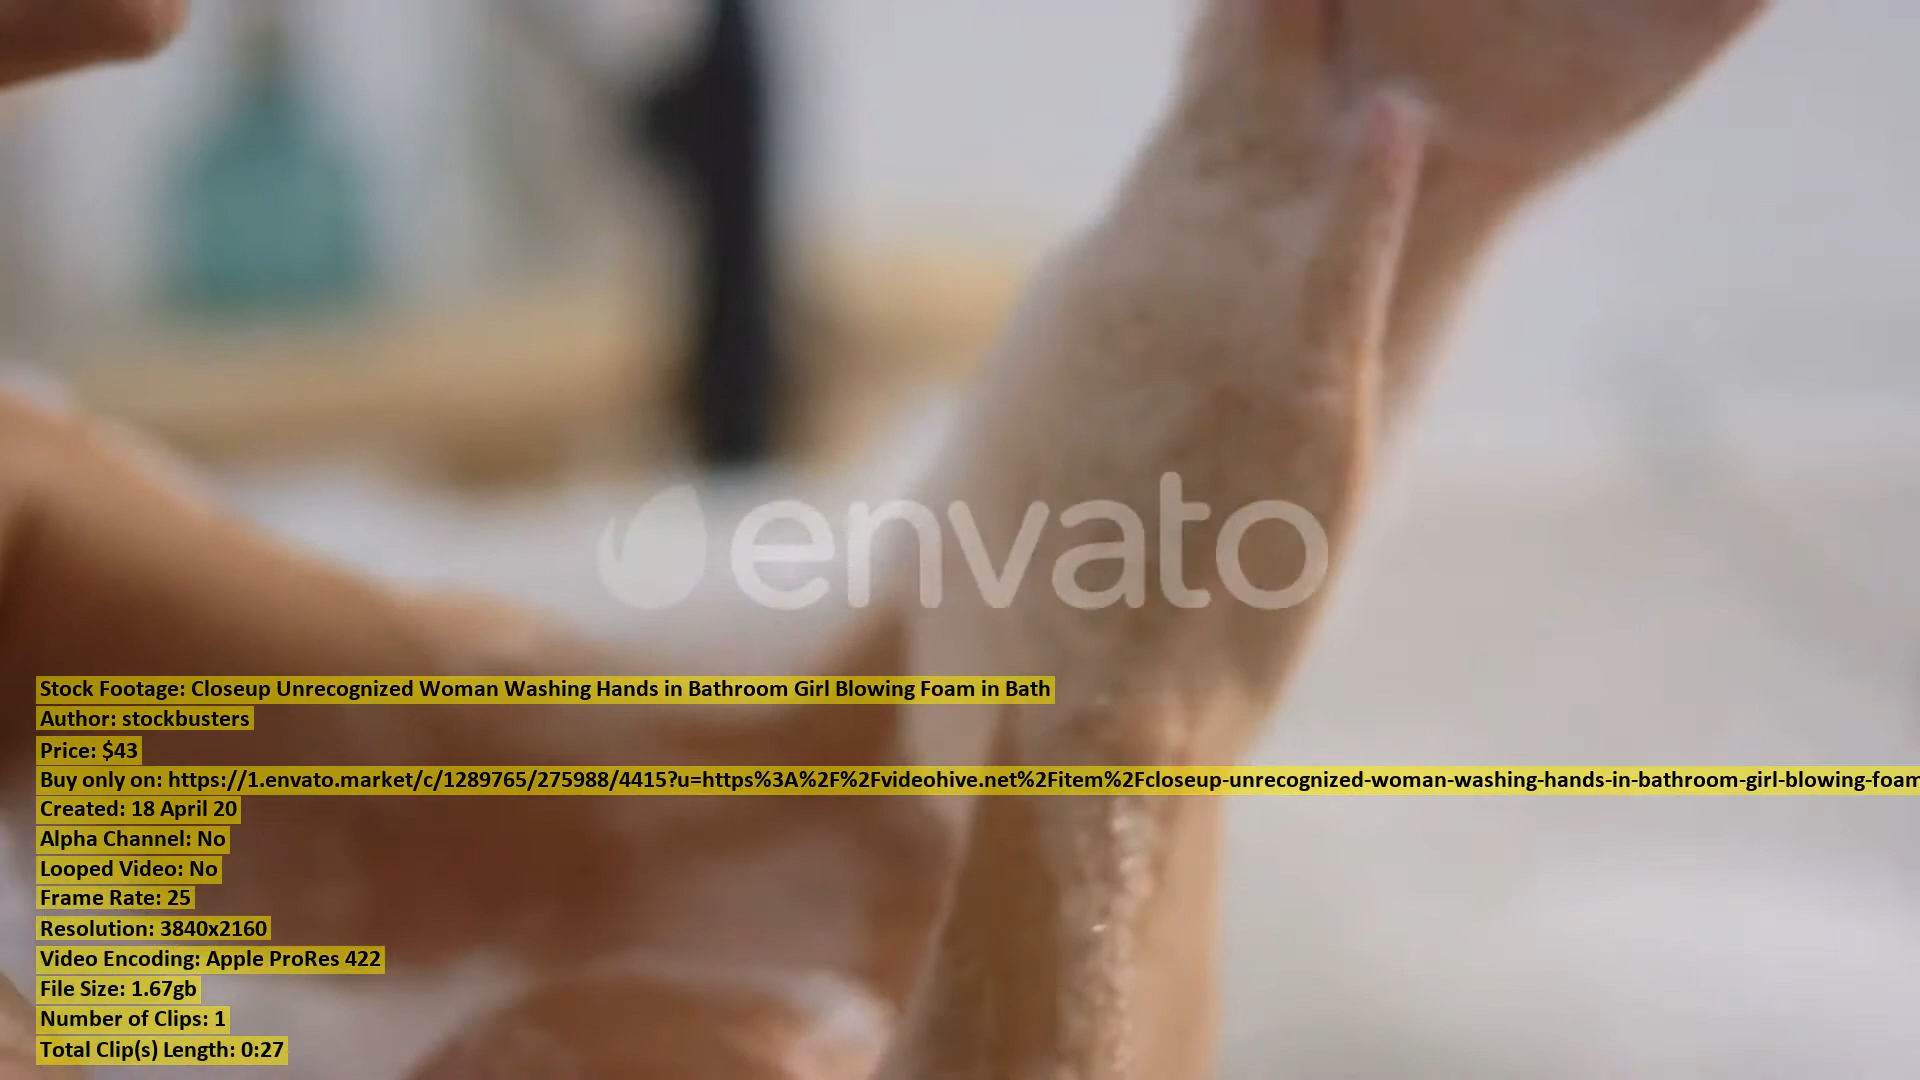 envato
Stock Footage: Closeup Unrecognized Woman Washing Hands in Bathroom Girl Blowing Foam in Bath
Author: stockbusters
Price: $43
Buy only on: https://1.envato.market/c/1289765/275988/4415?u=https%3A%2F%2Fvideohive.net%2Fitem%2Fcloseup-unrecognized-woman-washing-hands-in-bathroom-girl-blowing-foam
Created: 18 April 20
Alpha Channel: No
Looped Video: No
Frame Rate: 25
Resolution: 3840x2160
Video Encoding: Apple ProRes 422
File Size: 1.67gb
Number of Clips: 1
Total Clip(s) Length: 0:27